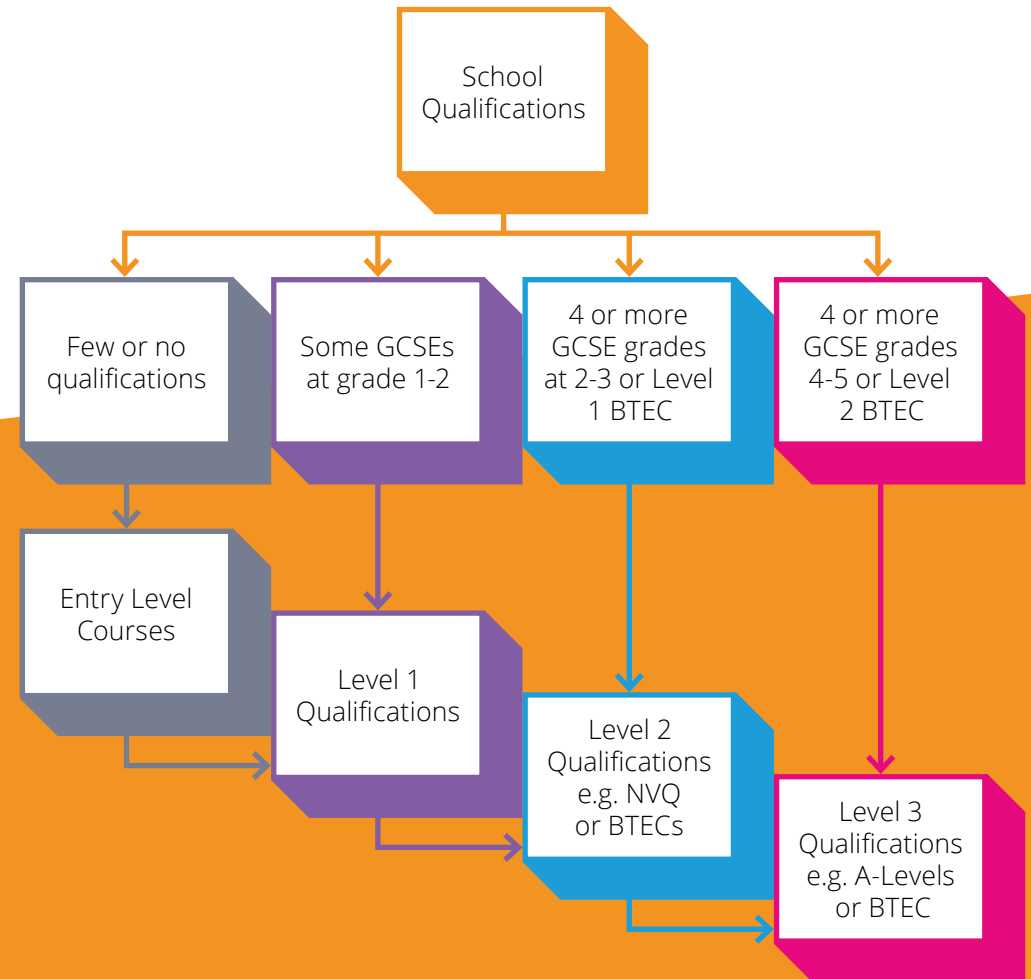 School
Qualifications
Few or no
qualifications
Some GCSEs
at grade 1-2
4 or more
GCSE grades
at 2-3 or Level
1 BTEC
4 or more
GCSE grades
4-5 or Level
2 BTEC
Entry Level
Courses
Level 1
Qualifications
Level 2
Qualifications
e.g. NVQ
or BTECs
Level 3
Qualifications
e.g. A-Levels
or BTEC